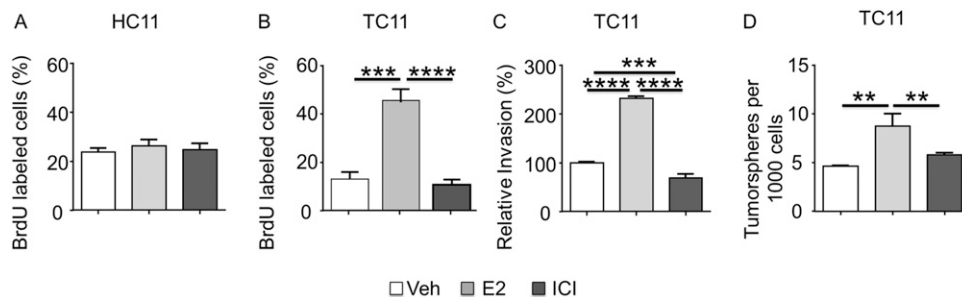 A
HC11
BrdU labeled cells (%)
60
40
20
0
B
TC11
BrdU labeled cells (%)
60
40
20
0
***
****
C
TC11
Relative Invasion (%)
300
200
100
0
***
****
****
D
TC11
Tumorspheres per
1000 cells
15
10
5
0
**
**
Veh
E2
ICI